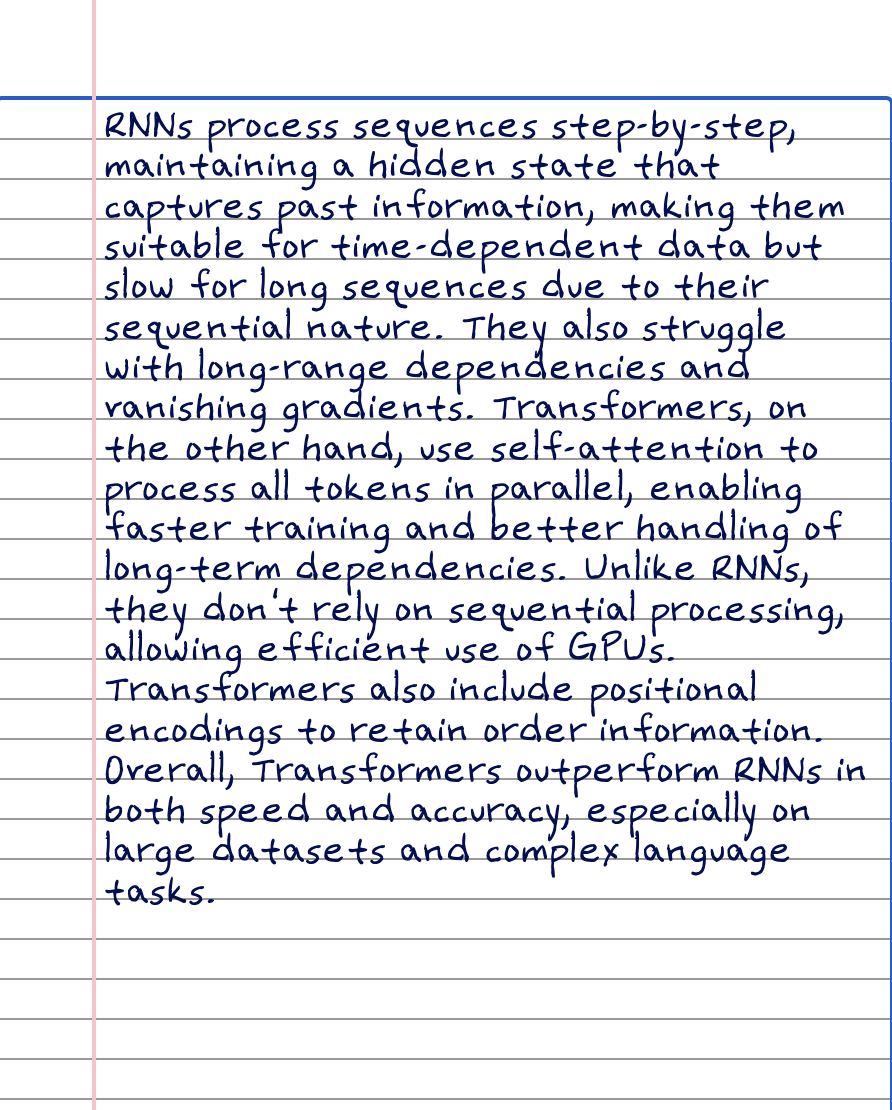 RNNs process sequences step-by-step,
maintaining a hidden state that
captures past information, making them
suitable for time-dependent data but
slow for long sequences due to their
sequential nature. They also struggle
with long-range dependencies and
vanishing gradients. Transformers, on
the other hand, use self-attention to
process all tokens in parallel, enabling
faster training and better handling of
long-term dependencies. Unlike RNNs,
they don't rely on sequential processing,
allowing efficient use of GPUs.
Transformers also include positional
encodings to retain order information.
Overall, Transformers outperform RNNs in
both speed and accuracy, especially on
large datasets and complex language
tasks.